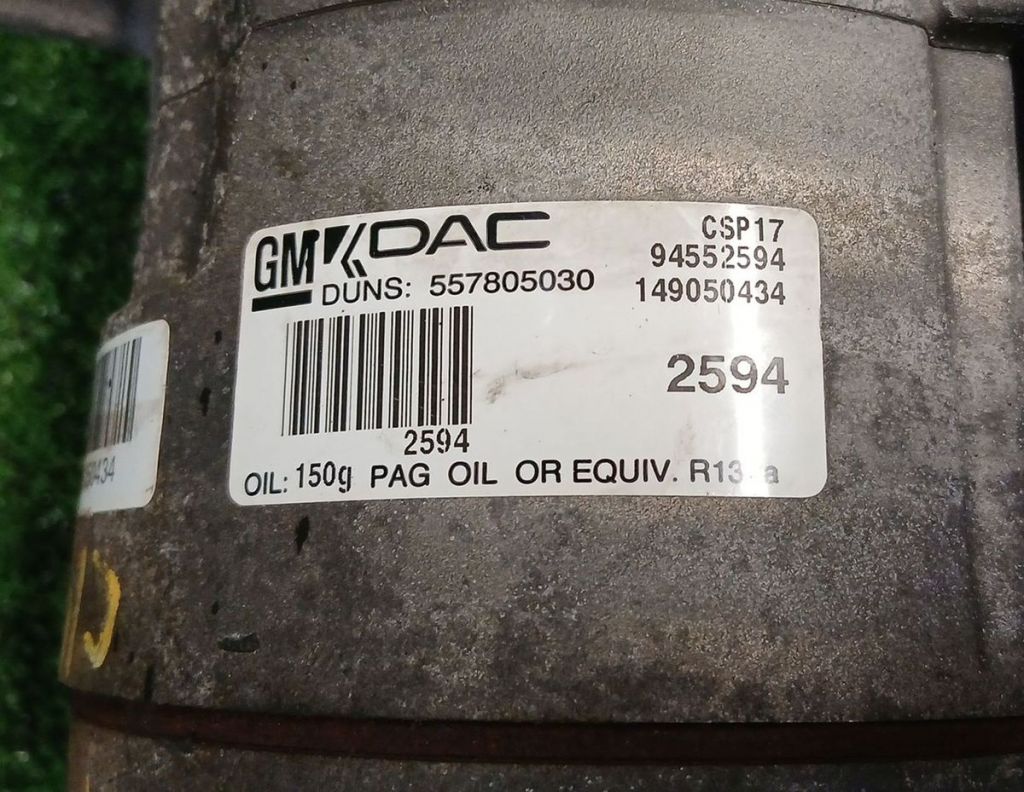 GM DAC
DUNS: 557805030
CSP17
94552594
149050434
2594
2594
OIL: 150g PAG OIL OR EQUIV.